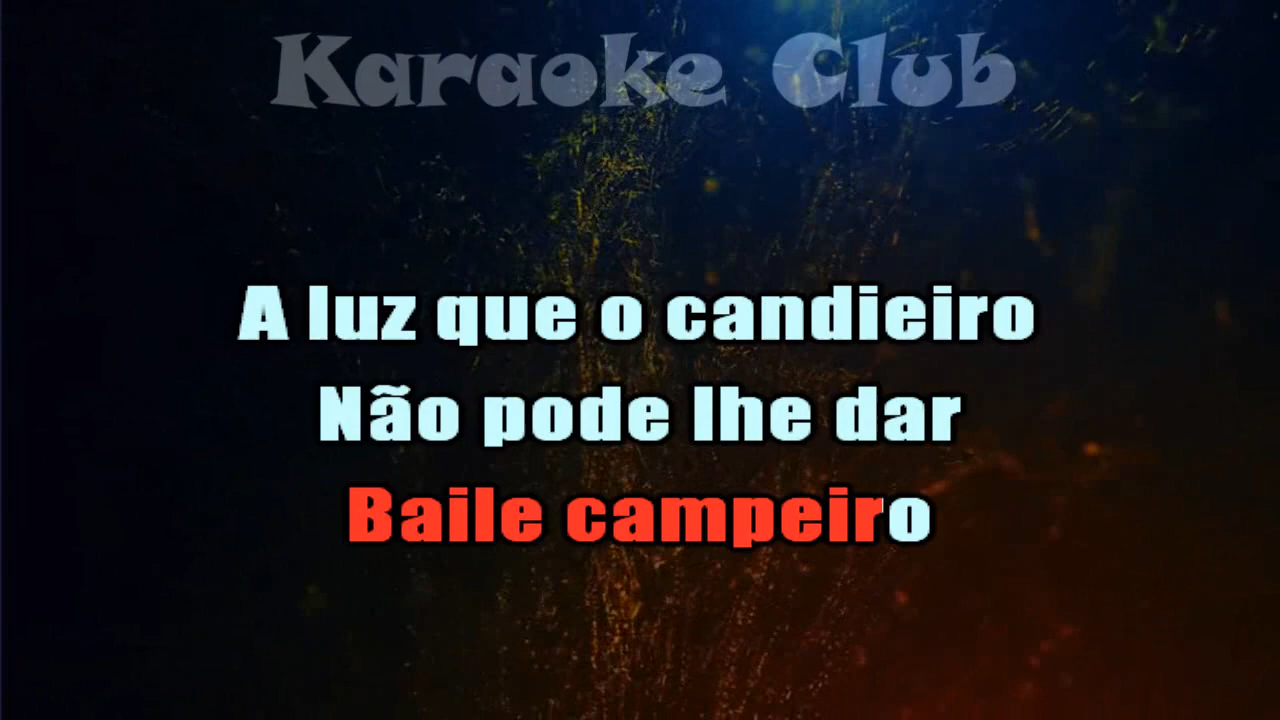 Karaoke Club
A luz que o candieiro
Não pode lhe dar
Baile campeiro